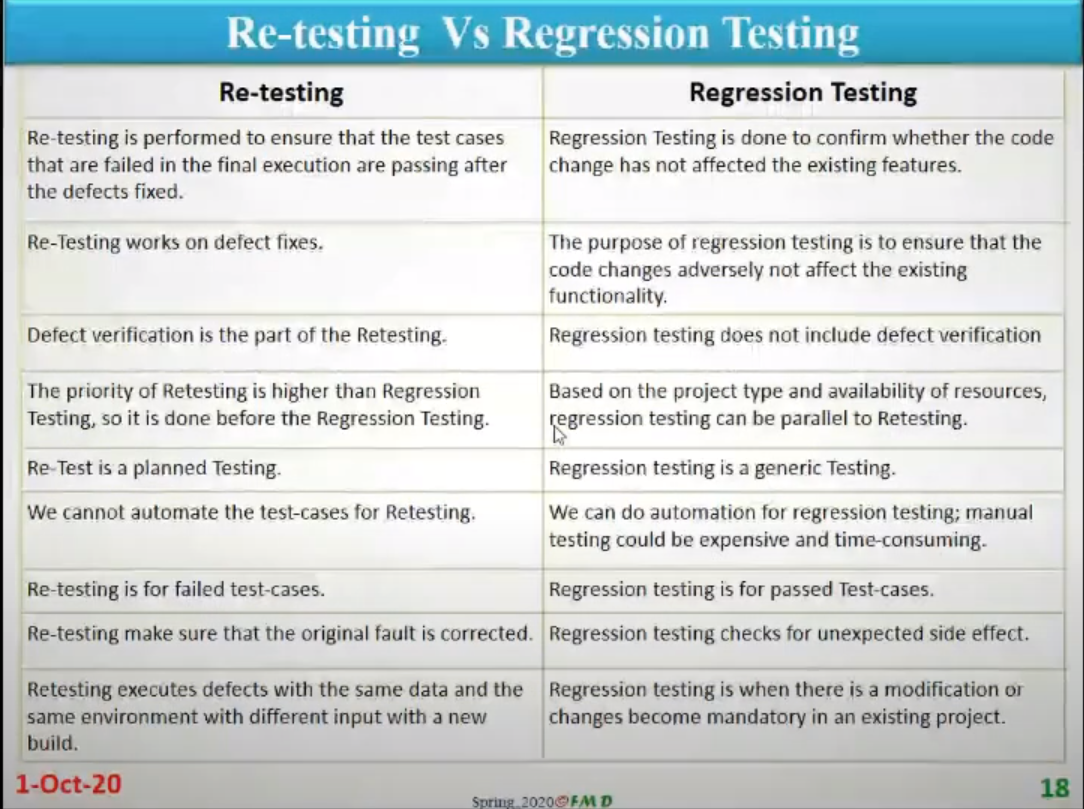 Re-testing Vs Regression Testing
Re-testing
Regression Testing
Re-testing is performed to ensure that the test cases
that are failed in the final execution are passing after
the defects fixed.
Regression Testing is done to confirm whether the code
change has not affected the existing features.
Re-Testing works on defect fixes.
The purpose of regression testing is to ensure that the
code changes adversely not affect the existing
functionality.
Defect verification is the part of the Retesting.
Regression testing does not include defect verification
The priority of Retesting is higher than Regression
Testing, so it is done before the Regression Testing.
Based on the project type and availability of resources,
regression testing can be parallel to Retesting.
Re-Test is a planned Testing.
Regression testing is a generic Testing.
We cannot automate the test-cases for Retesting.
We can do automation for regression testing; manual
testing could be expensive and time-consuming.
Re-testing is for failed test-cases.
Regression testing is for passed Test-cases.
Re-testing make sure that the original fault is corrected.
Regression testing checks for unexpected side effect.
Retesting executes defects with the same data and the
same environment with different input with a new
build.
Regression testing is when there is a modification or
changes become mandatory in an existing project.
1-Oct-20
Spring_2020©FMD
18